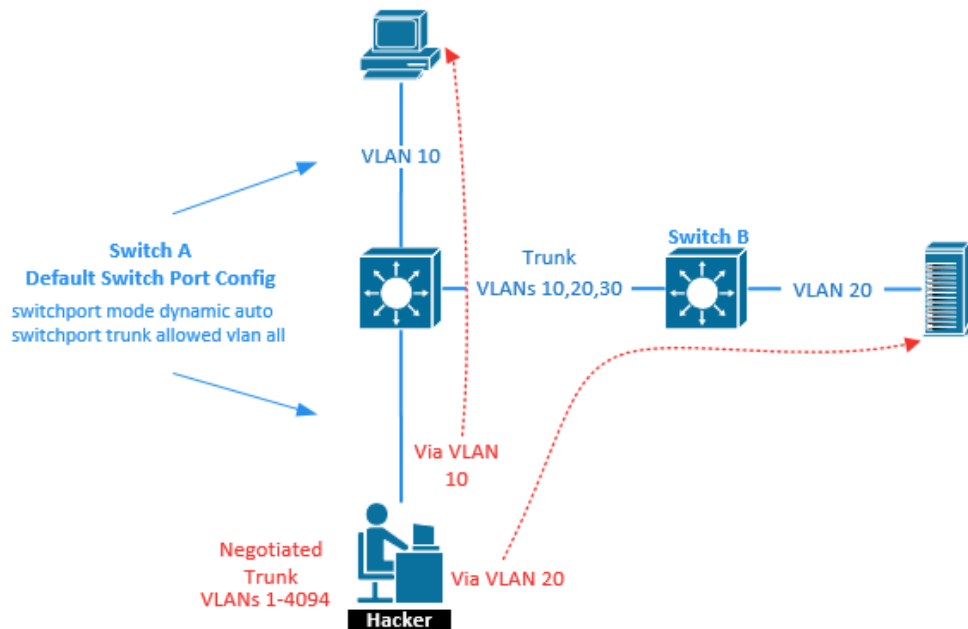 VLAN 10
Switch A
Default Switch Port Config
switchport mode dynamic auto
switchport trunk allowed vlan all
Trunk
VLANs 10,20,30
Switch B
VLAN 20
Via VLAN
10
Negotiated
Trunk
VLANs 1-4094
Via VLAN 20
Hacker